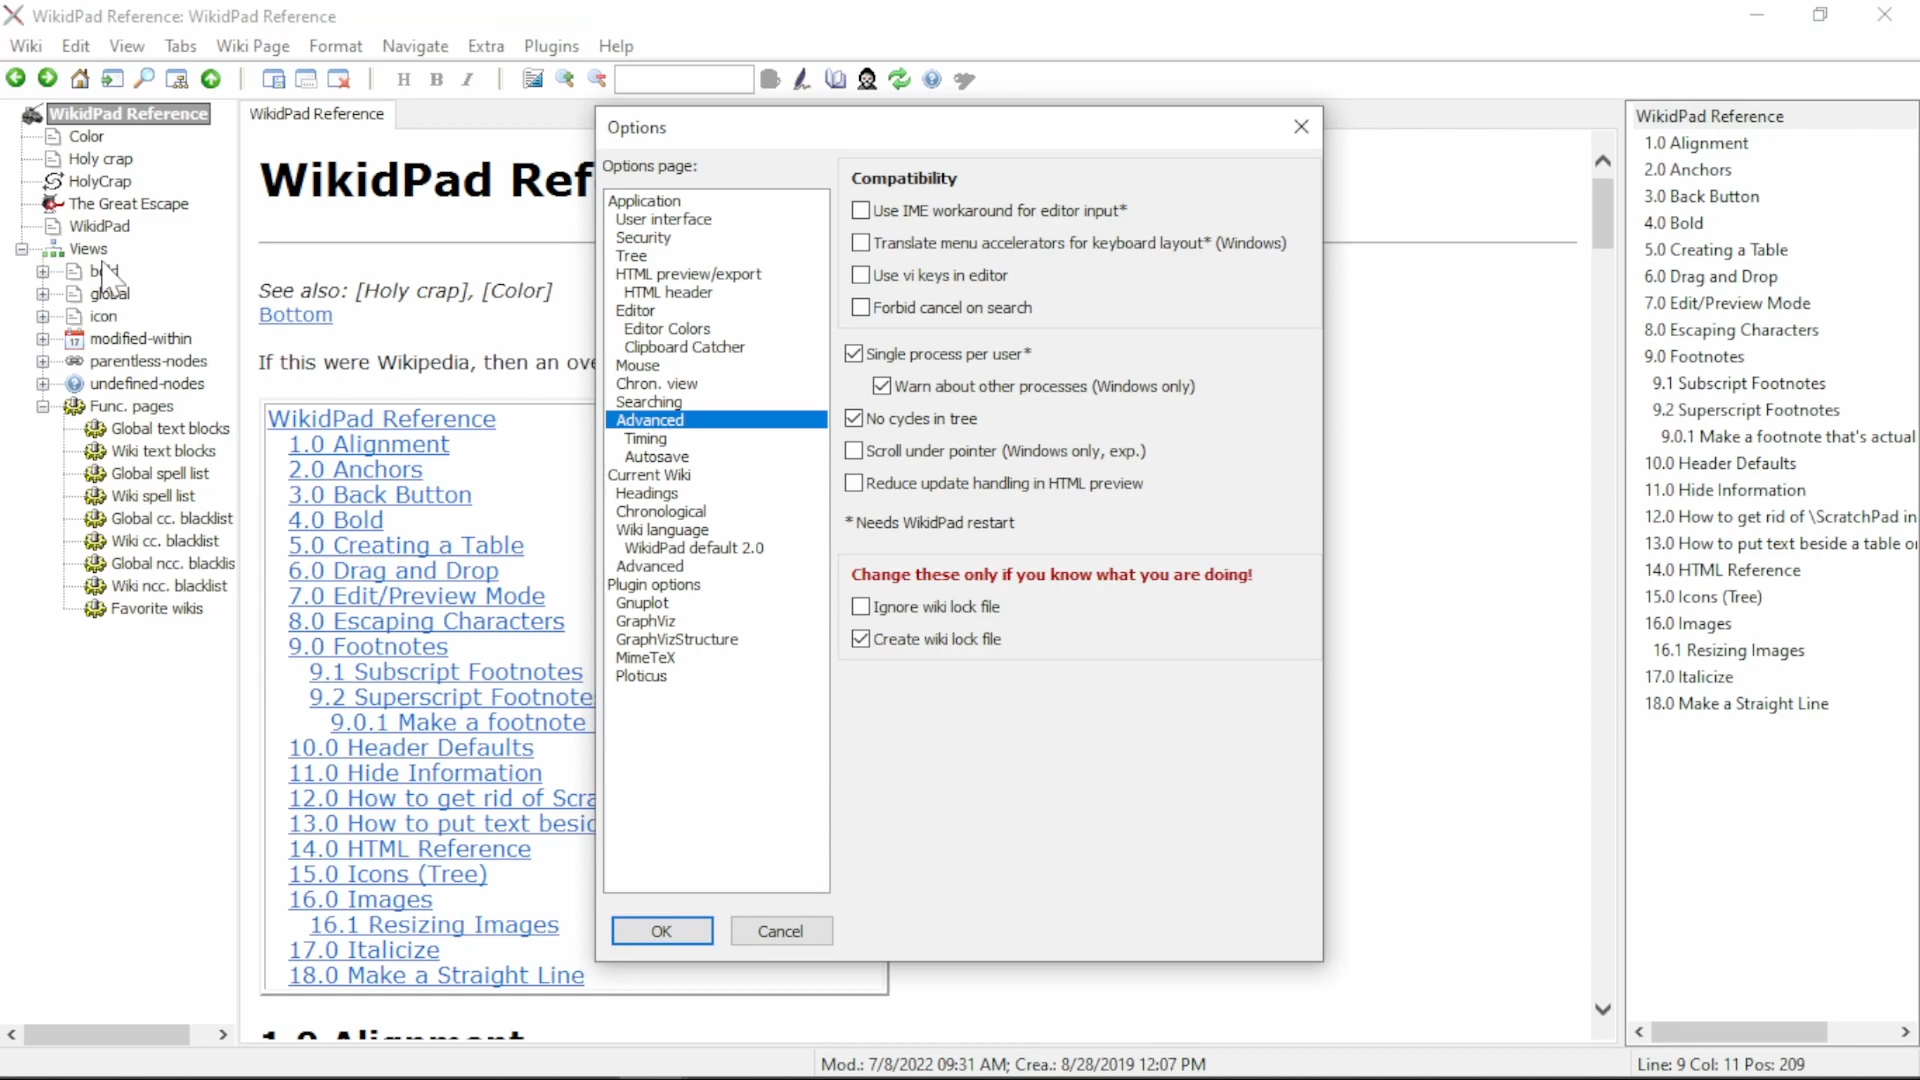 WikidPad Reference: WikidPad Reference
Wiki Edit View Tabs Wiki Page Format Navigate Extra Plugins Help
H B I
WikidPad Reference
Color
Holy crap
HolyCrap
The Great Escape
WikidPad
Views
global
icon
modified-within
parentless-nodes
undefined-nodes
Func. pages
Global text blocks
Wiki text blocks
Global spell list
Wiki spell list
Global cc. blacklist
Wiki cc. blacklist
Global ncc. blacklis
Wiki ncc. blacklist
Favorite wikis
WikidPad Reference
WikidPad Ref
See also: [Holy crap], [Color]
Bottom
If this were Wikipedia, then an ove
WikidPad Reference
1.0 Alignment
2.0 Anchors
3.0 Back Button
4.0 Bold
5.0 Creating a Table
6.0 Drag and Drop
7.0 Edit/Preview Mode
8.0 Escaping Characters
9.0 Footnotes
9.1 Subscript Footnotes
9.2 Superscript Footnote
9.0.1 Make a footnote
10.0 Header Defaults
11.0 Hide Information
12.0 How to get rid of Scra
13.0 How to put text besid
14.0 HTML Reference
15.0 Icons (Tree)
16.0 Images
16.1 Resizing Images
17.0 Italicize
18.0 Make a Straight Line
1.0 Alignment
Options
Options page:
Application
User interface
Security
Tree
HTML preview/export
HTML header
Editor
Editor Colors
Clipboard Catcher
Mouse
Chron. view
Searching
Advanced
Timing
Autosave
Current Wiki
Headings
Chronological
Wiki language
WikidPad default 2.0
Advanced
Plugin options
Gnuplot
GraphViz
GraphVizStructure
MimeTeX
Ploticus
Compatibility
Use IME workaround for editor input*
Translate menu accelerators for keyboard layout* (Windows)
Use vi keys in editor
Forbid cancel on search
Single process per user*
Warn about other processes (Windows only)
No cycles in tree
Scroll under pointer (Windows only, exp.)
Reduce update handling in HTML preview
* Needs WikidPad restart
Change these only if you know what you are doing!
Ignore wiki lock file
Create wiki lock file
OK Cancel
WikidPad Reference
1.0 Alignment
2.0 Anchors
3.0 Back Button
4.0 Bold
5.0 Creating a Table
6.0 Drag and Drop
7.0 Edit/Preview Mode
8.0 Escaping Characters
9.0 Footnotes
9.1 Subscript Footnotes
9.2 Superscript Footnotes
9.0.1 Make a footnote that's actual
10.0 Header Defaults
11.0 Hide Information
12.0 How to get rid of \ScratchPad in
13.0 How to put text beside a table or
14.0 HTML Reference
15.0 Icons (Tree)
16.0 Images
16.1 Resizing Images
17.0 Italicize
18.0 Make a Straight Line
Mod.: 7/8/2022 09:31 AM; Crea.: 8/28/2019 12:07 PM
Line: 9 Col: 11 Pos: 209